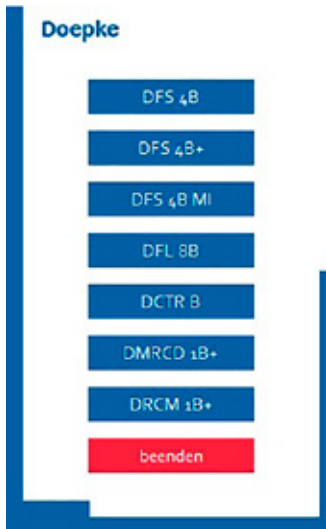 Doepke
DFS 4B
DFS 4B+
DFS 4B MI
DFL 8B
DCTR B
DMRCD 1B+
DRCM 1B+
beenden